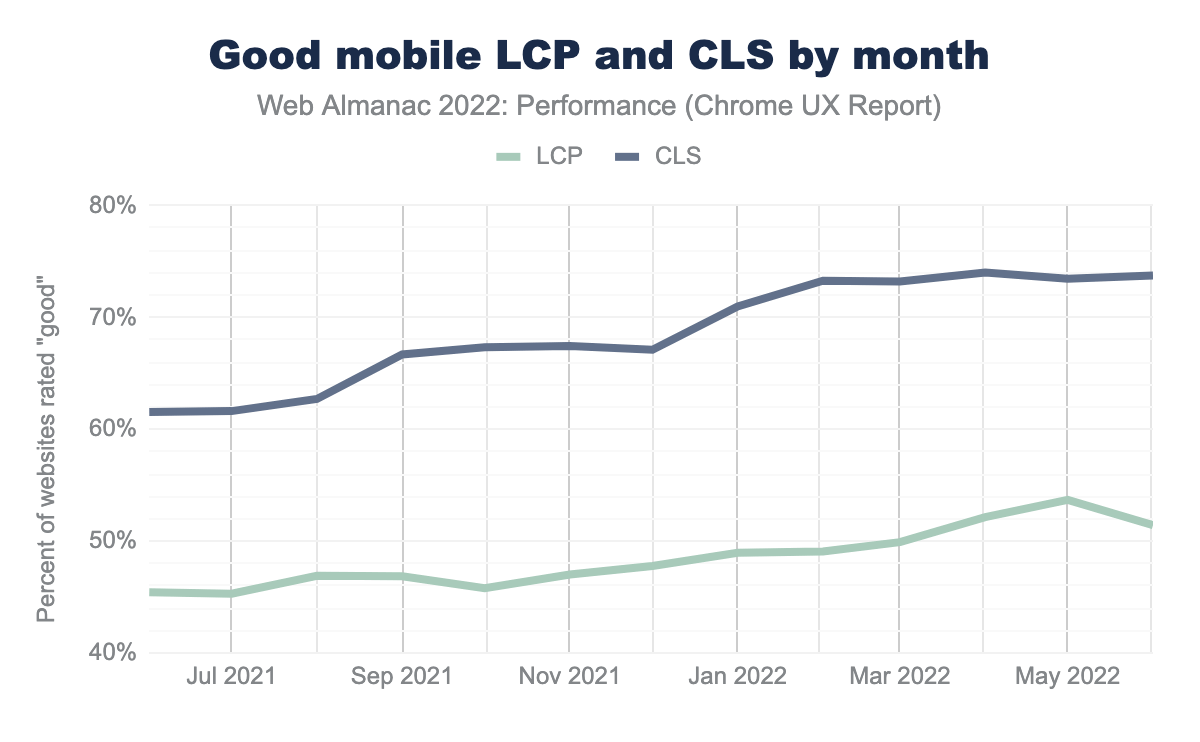 Good mobile LCP and CLS by month
Web Almanac 2022: Performance (Chrome UX Report)
LCP CLS
Percent of websites rated "good"
80%
70%
60%
50%
40%
Jul 2021 Sep 2021 Nov 2021 Jan 2022 Mar 2022 May 2022